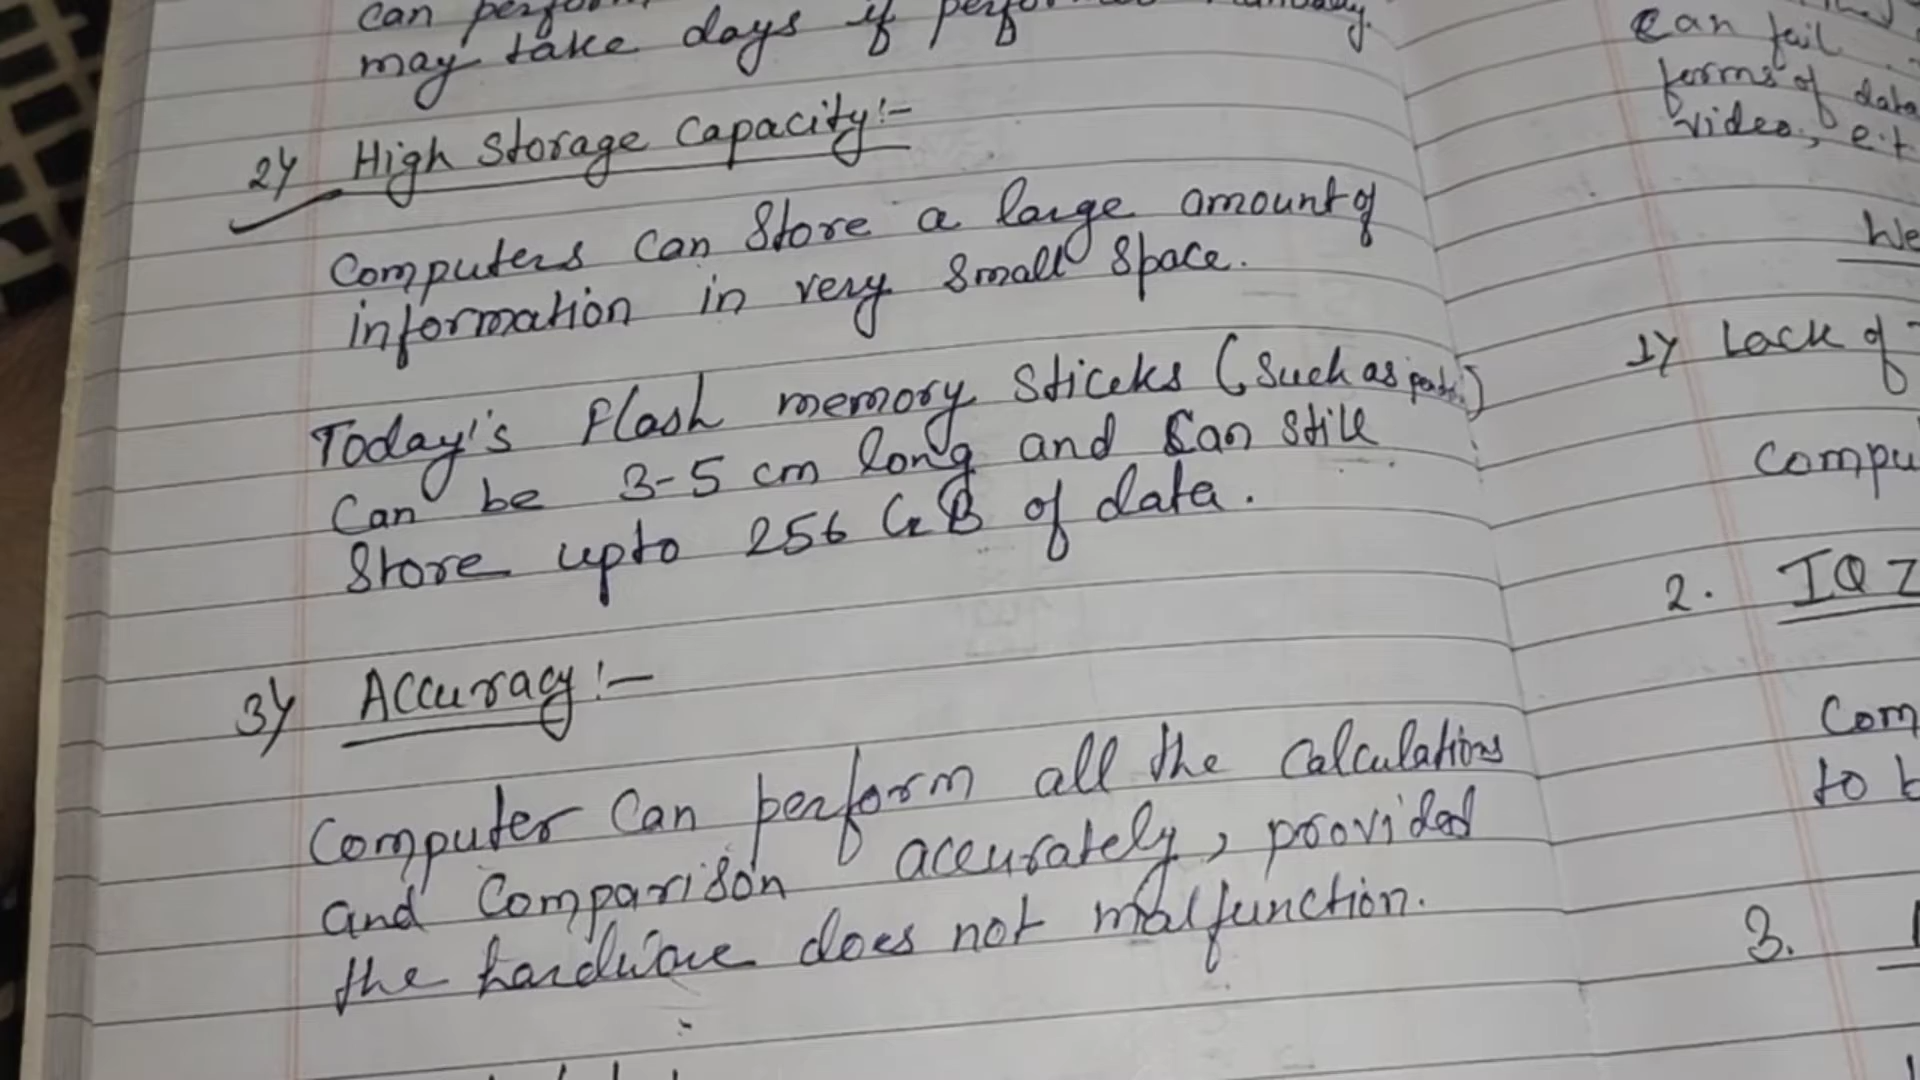 can
may take days if
2) High Storage Capacity:-
Computers can Store a large amount of
information in very small space.
Today's Flash memory sticks (Such as
can be 3-5 cm long and can still
Store upto 256 GB of data.
3) Accuracy:-
Computer can perform all the calculations
and comparison accurately, provided
the hardware does not malfunction.
can fail
forms of data
video, e.t
We
1) Lack of
Compu
2. IQ
Com
to b
3.